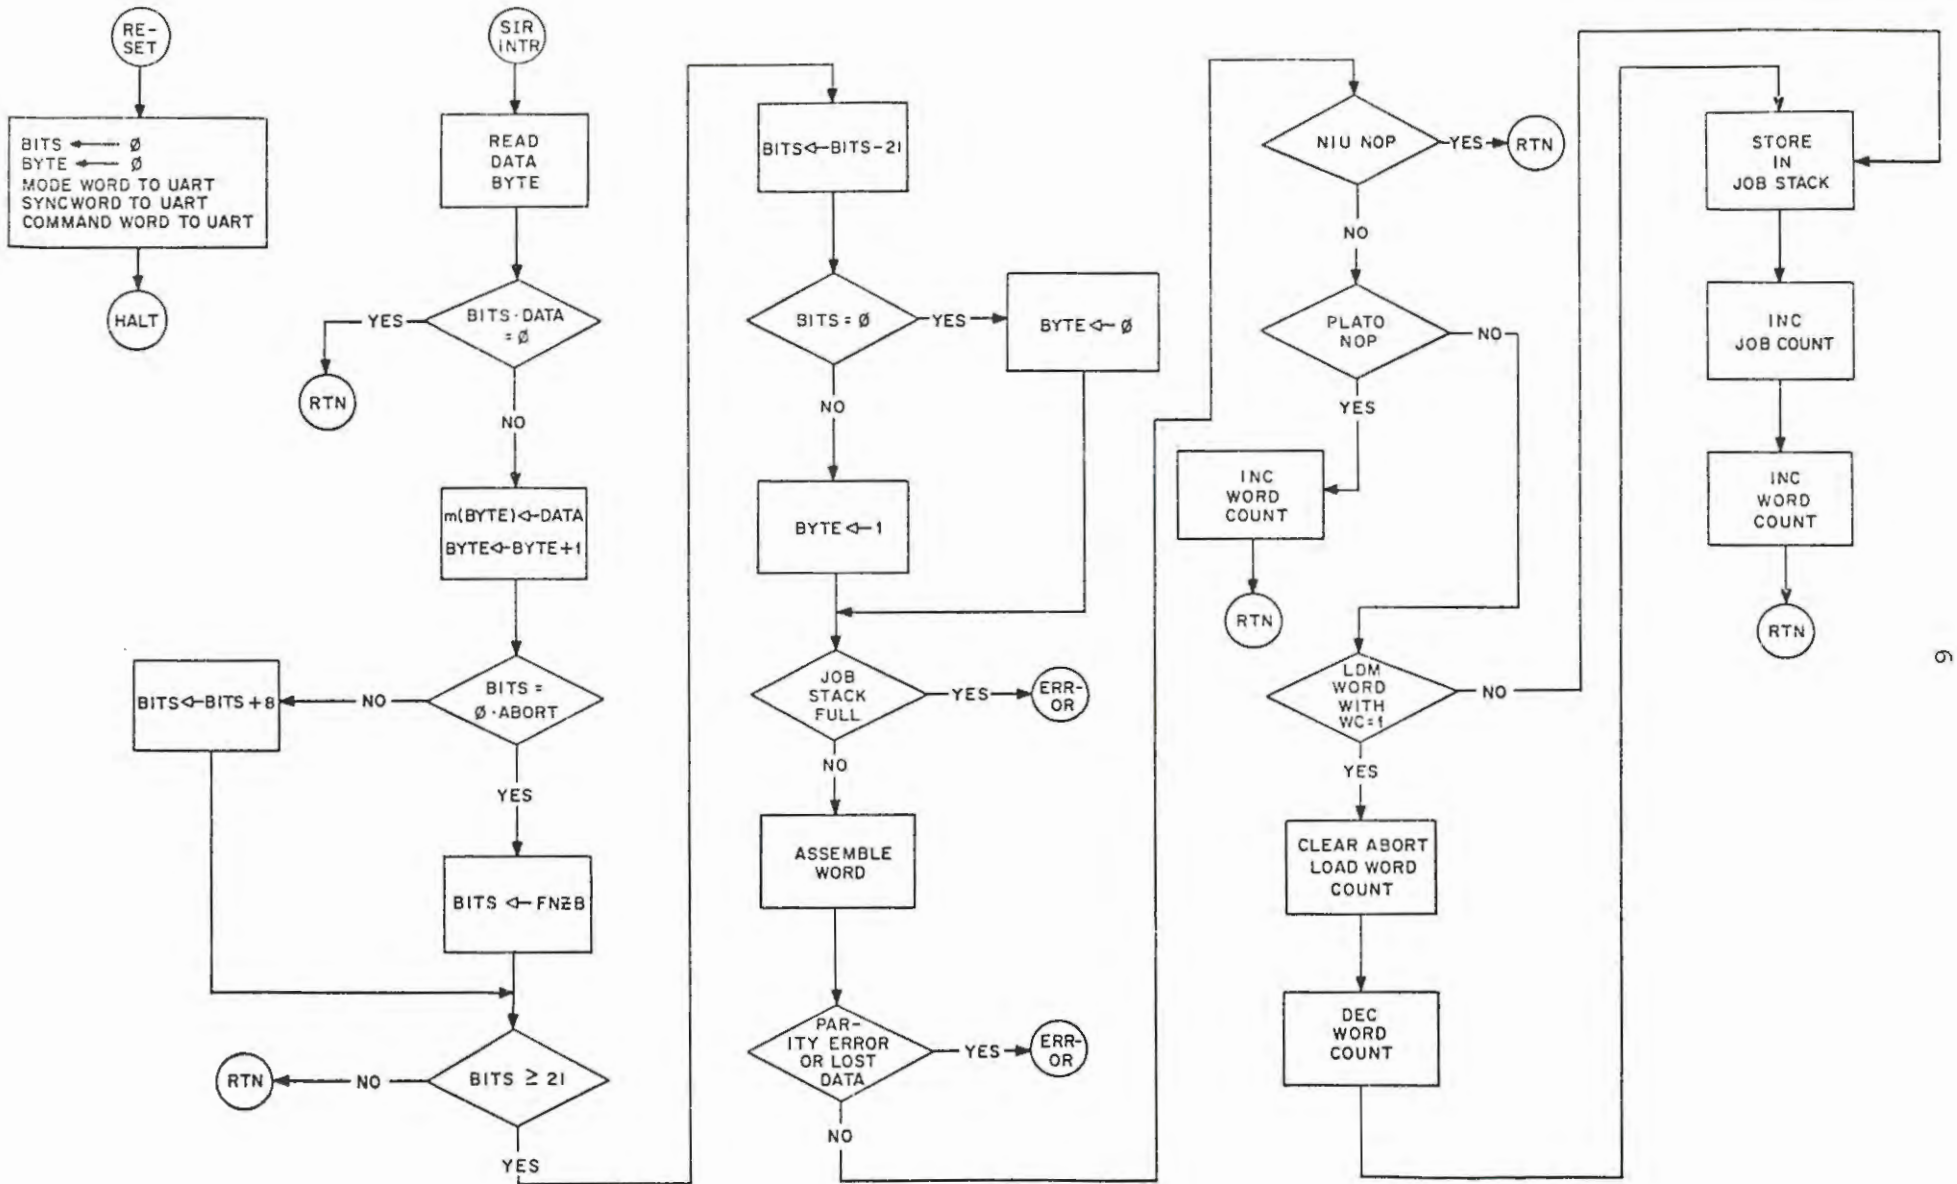 RE-
SET
BITS ← Ø
BYTE ← Ø
MODE WORD TO UART
SYNCWORD TO UART
COMMAND WORD TO UART
HALT
SIR
INTR
READ
DATA
BYTE
BITS·DATA
= Ø
YES
RTN
NO
m(BYTE)←DATA
BYTE←BYTE+1
BITS =
Ø·ABORT
NO
BITS←BITS+8
YES
BITS ←FNZB
BITS ≥ 21
NO
RTN
YES
BITS←BITS-21
BITS = Ø
YES
BYTE ← Ø
NO
BYTE ← 1
JOB
STACK
FULL
YES
ERR-
OR
NO
ASSEMBLE
WORD
PAR-
ITY ERROR
OR LOST
DATA
YES
ERR-
OR
NO
NIU NOP
YES
RTN
NO
PLATO
NOP
NO
YES
INC
WORD
COUNT
RTN
LDM
WORD
WITH
WC=1
NO
YES
CLEAR ABORT
LOAD WORD
COUNT
DEC
WORD
COUNT
STORE
IN
JOB STACK
INC
JOB COUNT
INC
WORD
COUNT
RTN
6